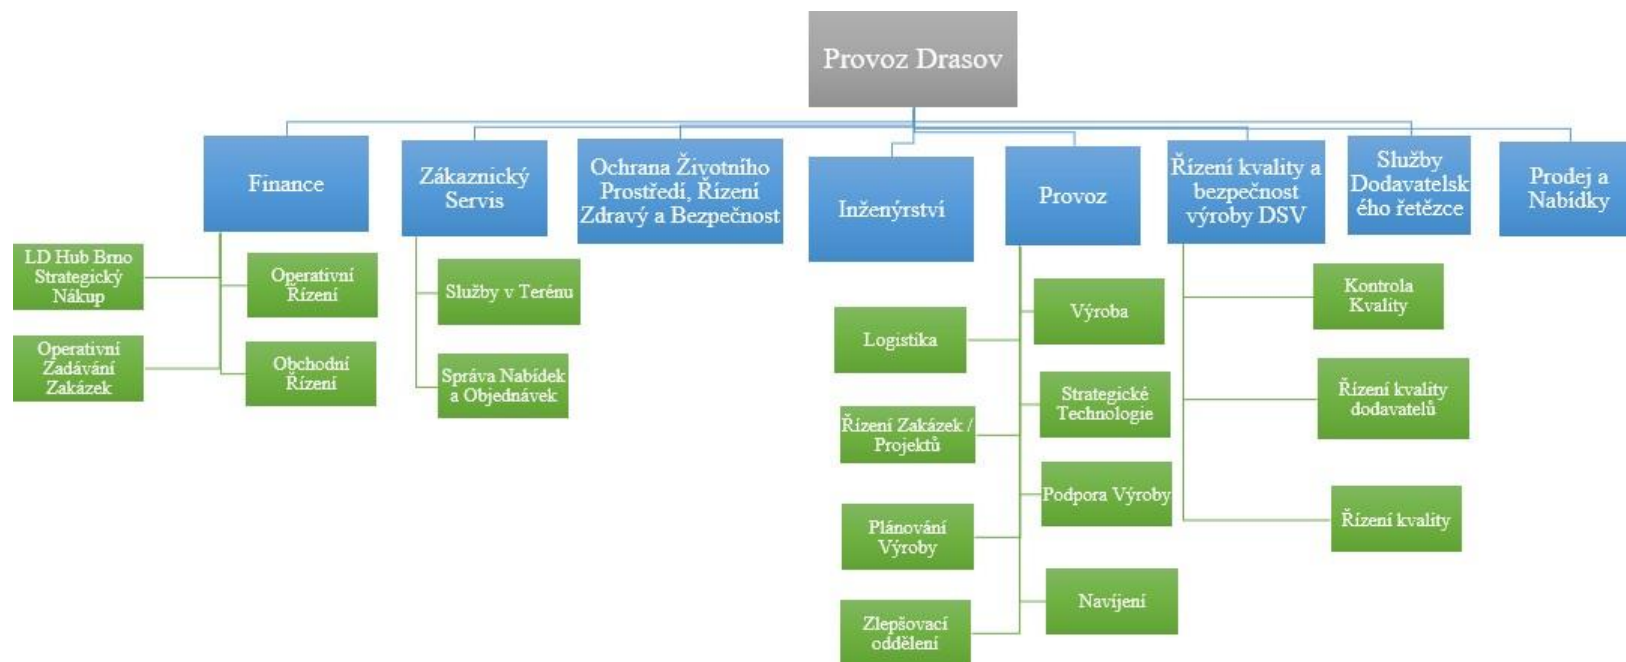 Provoz Drasov
Finance
Zákaznický
Servis
Ochrana Životního
Prostředí, Řízení
Zdravý a Bezpečnost
Inženýrství
Provoz
Řízení kvality a
bezpečnost
výroby DSV
Služby
Dodavatelsk
ého řetězce
Prodej a
Nabídky
LD Hub Brno
Strategický
Nákup
Operativní
Řízení
Operativní
Zadávání
Zakázek
Obchodní
Řízení
Služby v Terénu
Správa Nabídek
a Objednávek
Logistika
Výroba
Řízení Zakázek /
Projektů
Strategické
Technologie
Plánování
Výroby
Podpora Výroby
Zlepšovací
oddělení
Navíjení
Kontrola
Kvality
Řízení kvality
dodavatelů
Řízení kvality